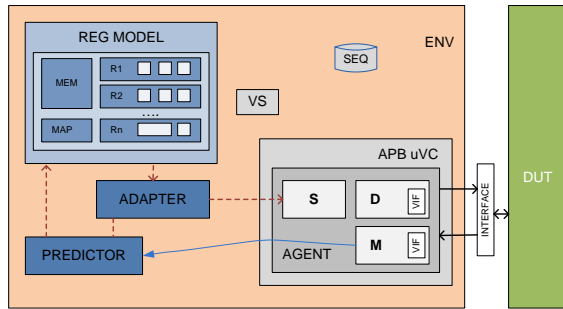 REG MODEL
ENV
MEM
R1
R2
....
MAP
Rn
SEQ
VS
APB uVC
ADAPTER
S
D
VIF
M
VIF
AGENT
PREDICTOR
INTERFACE
DUT